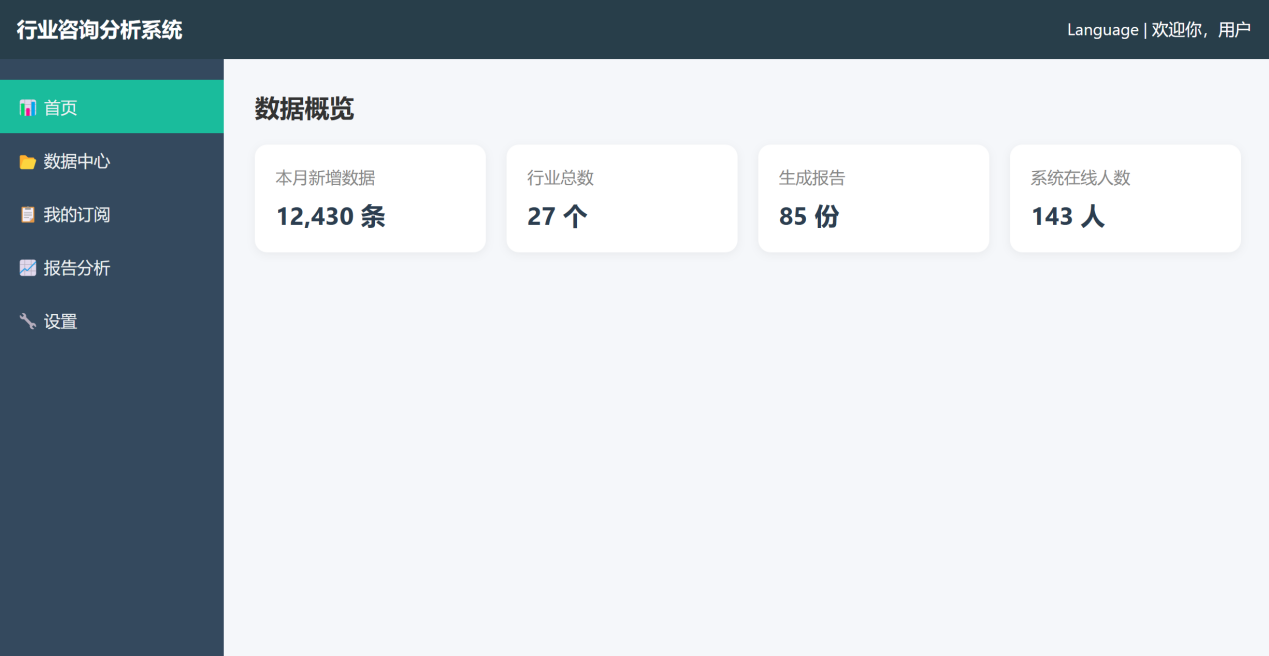 行业咨询分析系统
Language | 欢迎你，用户
首页
数据中心
我的订阅
报告分析
设置
数据概览
本月新增数据
12,430 条
行业总数
27 个
生成报告
85 份
系统在线人数
143 人